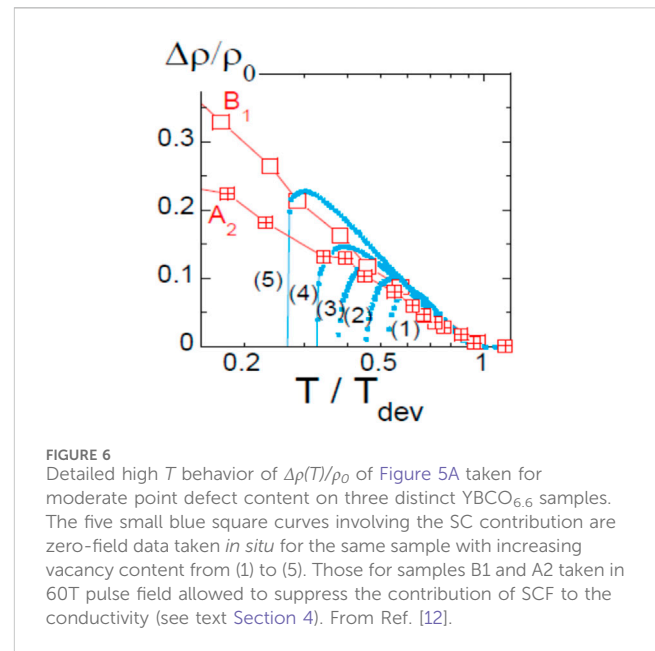 Δρ/ρ0
B1
0.3
0.2
A2
0.1
(5)
(4)
(3)
(2)
(1)
0
0.2
0.5
1
T / Tdev
FIGURE 6
Detailed high T behavior of Δρ(T)/ρ0 of Figure 5A taken for
moderate point defect content on three distinct YBCO6.6 samples.
The five small blue square curves involving the SC contribution are
zero-field data taken in situ for the same sample with increasing
vacancy content from (1) to (5). Those for samples B1 and A2 taken in
60T pulse field allowed to suppress the contribution of SCF to the
conductivity (see text Section 4). From Ref. [12].